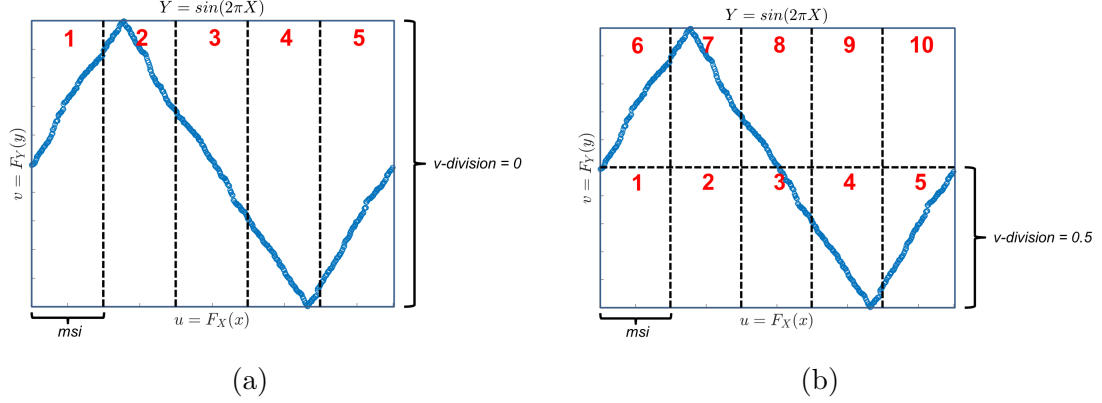 Y = sin(2πX)
1 2 3 4 5
v = F_Y(y)
v-division = 0
u = F_X(x)
msi
(a)
Y = sin(2πX)
6 7 8 9 10
v = F_Y(y)
1 2 3 4 5
v-division = 0.5
u = F_X(x)
msi
(b)